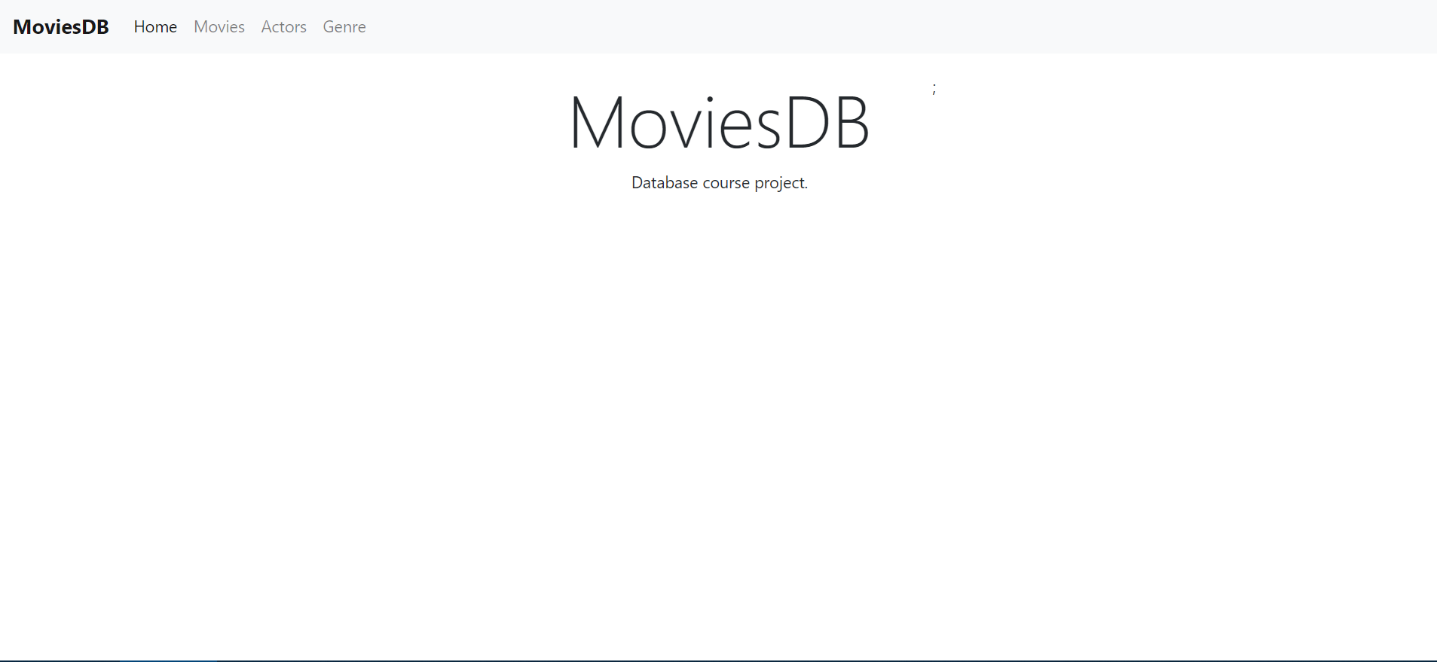 MoviesDB Home Movies Actors Genre
MoviesDB
;
Database course project.